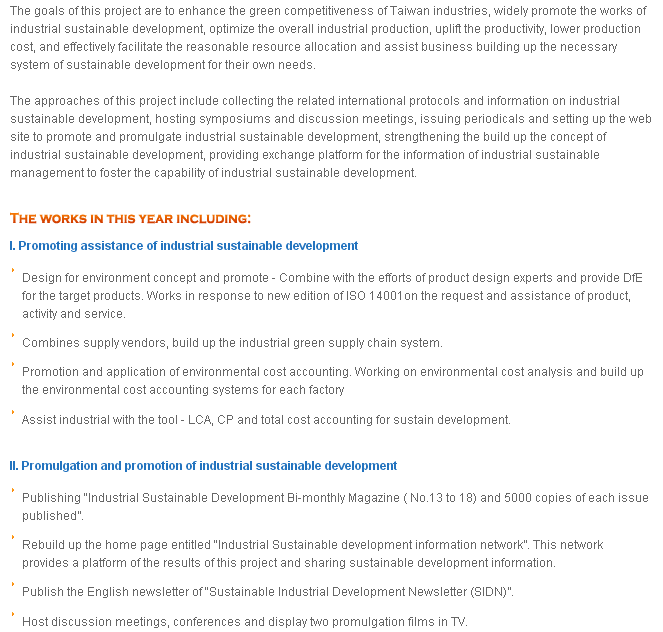 The goals of this project are to enhance the green competitiveness of Taiwan industries, widely promote the works of
industrial sustainable development, optimize the overall industrial production, uplift the productivity, lower production
cost, and effectively facilitate the reasonable resource allocation and assist business building up the necessary
system of sustainable development for their own needs.
The approaches of this project include collecting the related international protocols and information on industrial
sustainable development, hosting symposiums and discussion meetings, issuing periodicals and setting up the web
site to promote and promulgate industrial sustainable development, strengthening the build up the concept of
industrial sustainable development, providing exchange platform for the information of industrial sustainable
management to foster the capability of industrial sustainable development.
THE WORKS IN THIS YEAR INCLUDING:
I. Promoting assistance of industrial sustainable development
Design for environment concept and promote - Combine with the efforts of product design experts and provide DfE
for the target products. Works in response to new edition of ISO 14001on the request and assistance of product,
activity and service.
Combines supply vendors, build up the industrial green supply chain system.
Promotion and application of environmental cost accounting. Working on environmental cost analysis and build up
the environmental cost accounting systems for each factory
Assist industrial with the tool - LCA, CP and total cost accounting for sustain development.
II. Promulgation and promotion of industrial sustainable development
Publishing "Industrial Sustainable Development Bi-monthly Magazine ( No.13 to 18) and 5000 copies of each issue
published".
Rebuild up the home page entitled "Industrial Sustainable development information network". This network
provides a platform of the results of this project and sharing sustainable development information.
Publish the English newsletter of "Sustainable Industrial Development Newsletter (SIDN)".
Host discussion meetings, conferences and display two promulgation films in TV.